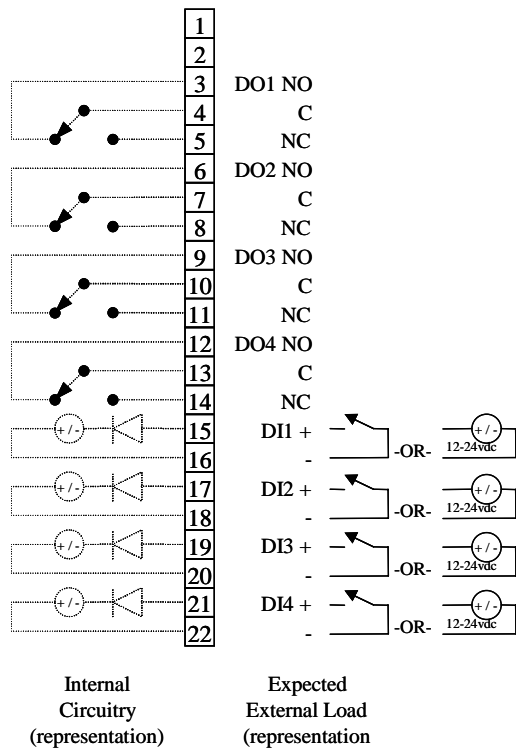 1
2
3 DO1 NO
4 C
5 NC
6 DO2 NO
7 C
8 NC
9 DO3 NO
10 C
11 NC
12 DO4 NO
13 C
14 NC
+ / - 15 DI1 + + / -
16 - -OR- 12-24vdc
+ / - 17 DI2 + + / -
18 - -OR- 12-24vdc
+ / - 19 DI3 + + / -
20 - -OR- 12-24vdc
+ / - 21 DI4 + + / -
22 - -OR- 12-24vdc
Internal
Circuitry
(representation)
Expected
External Load
(representation